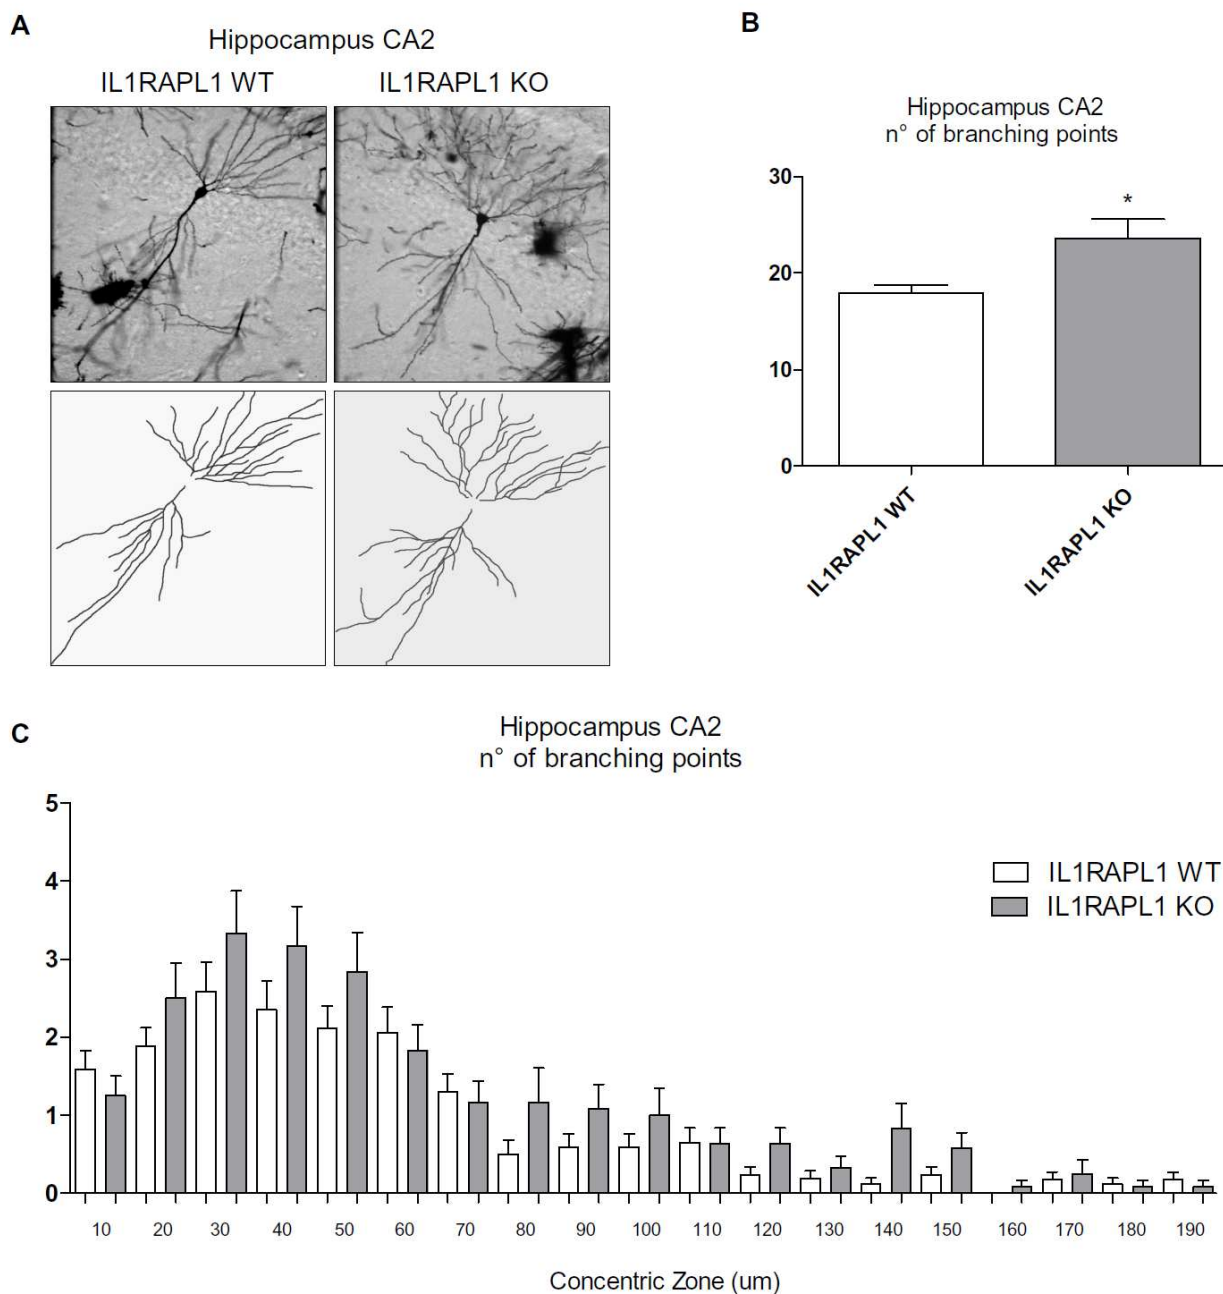 A
Hippocampus CA2
IL1RAPL1 WT
IL1RAPL1 KO
B
Hippocampus CA2
n° of branching points
30
20
10
0
*
IL1RAPL1 WT
IL1RAPL1 KO
C
Hippocampus CA2
n° of branching points
5
4
3
2
1
0
IL1RAPL1 WT
IL1RAPL1 KO
10 20 30 40 50 60 70 80 90 100 110 120 130 140 150 160 170 180 190
Concentric Zone (um)